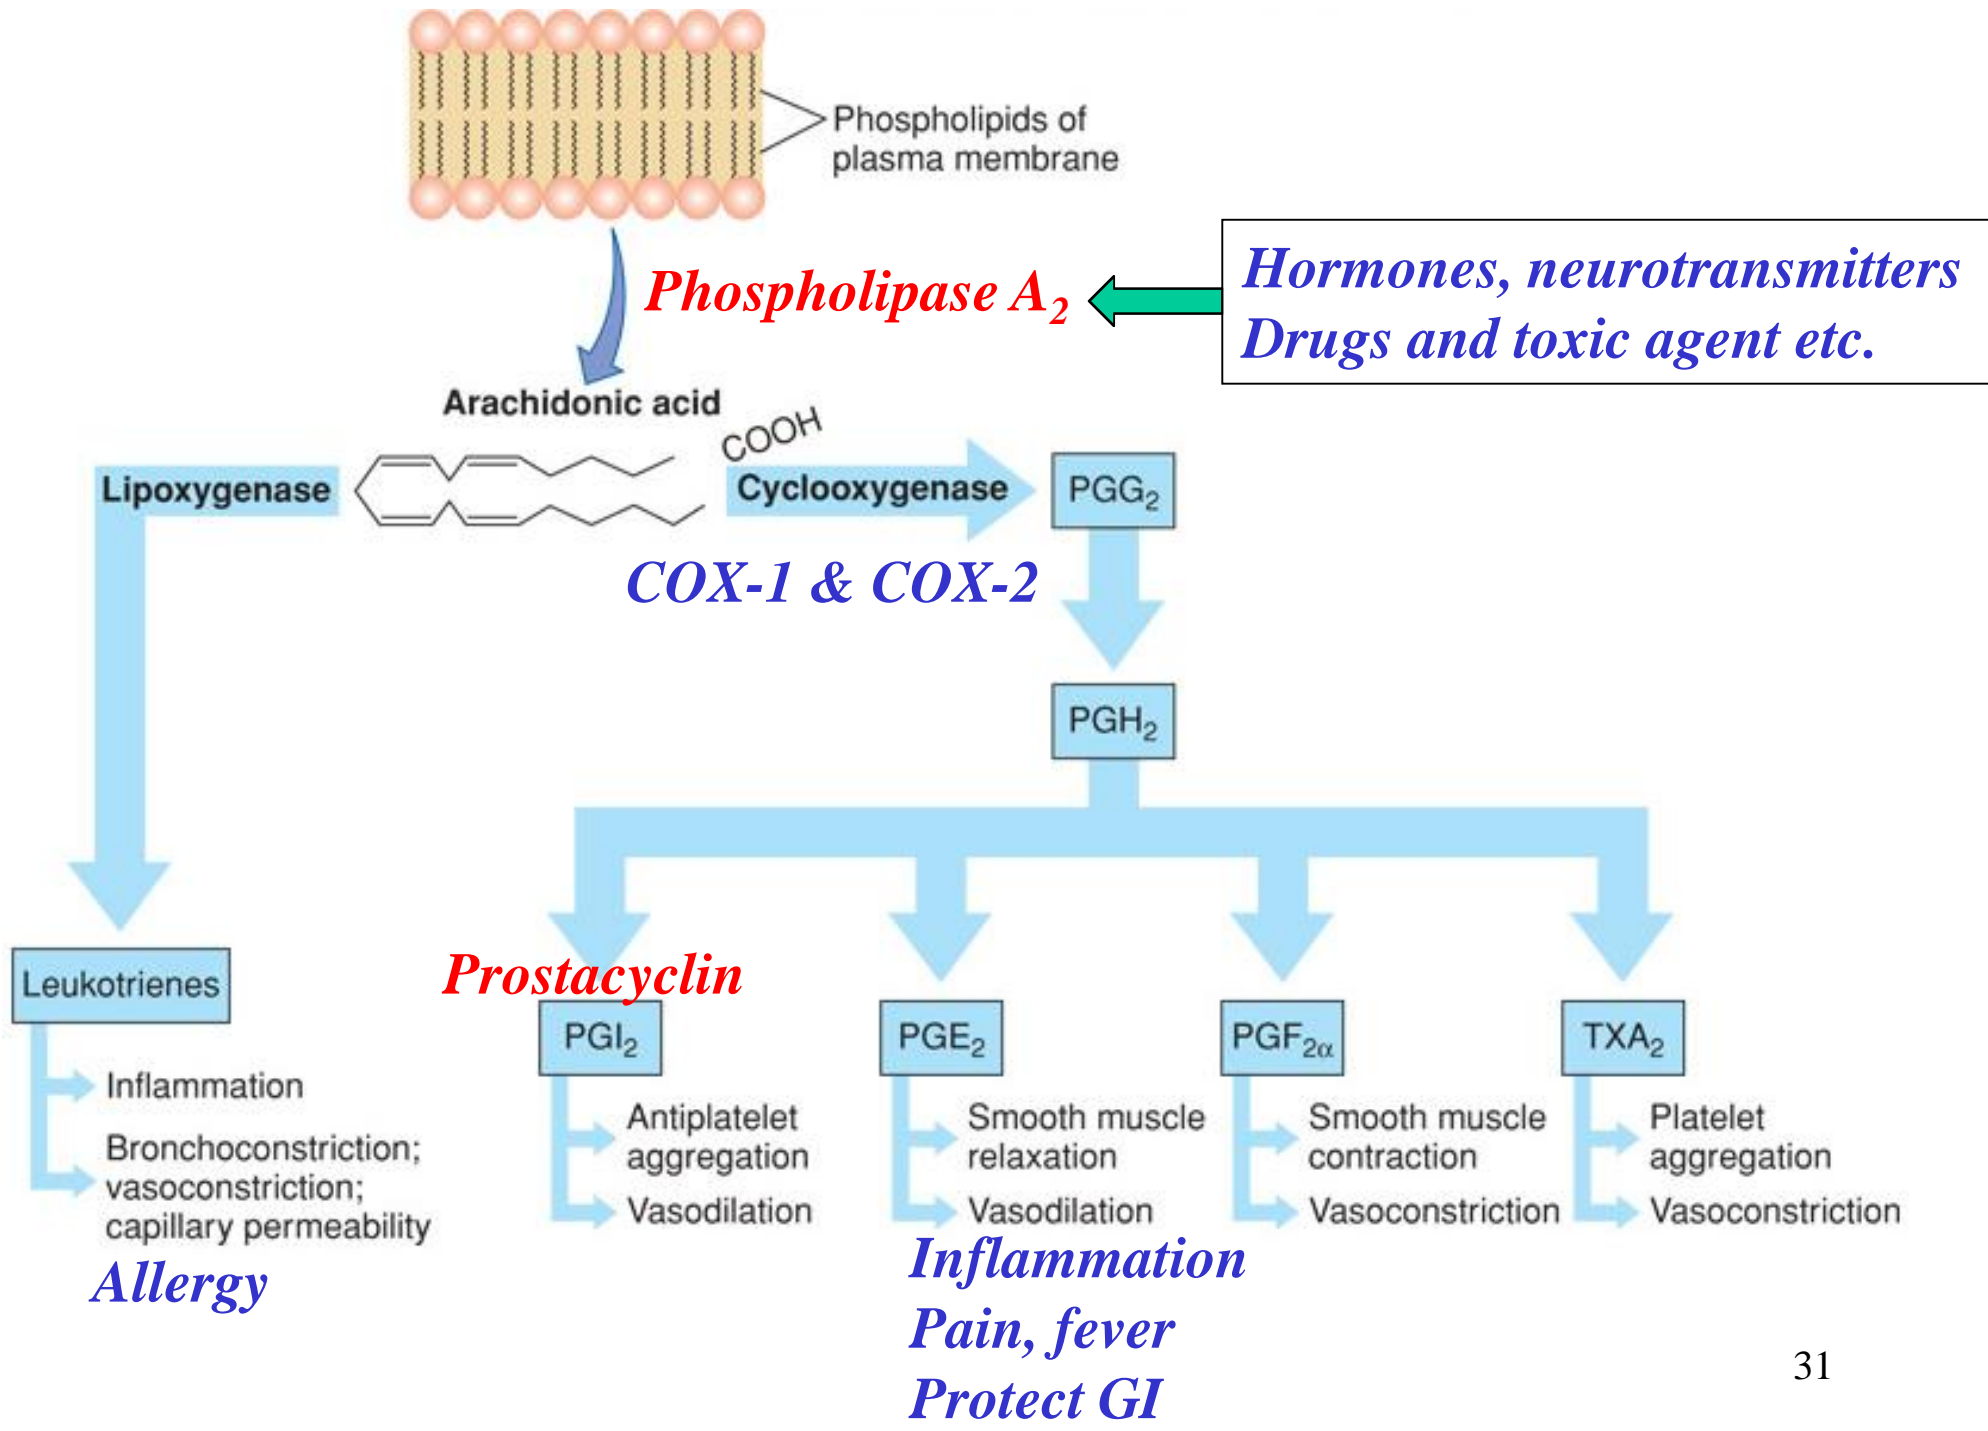 Phospholipids of
plasma membrane
Phospholipase A₂
Hormones, neurotransmitters
Drugs and toxic agent etc.
Arachidonic acid
COOH
Lipoxygenase
Cyclooxygenase
PGG₂
COX-1 & COX-2
PGH₂
Prostacyclin
Leukotrienes
PGI₂
PGE₂
PGF₂α
TXA₂
Inflammation
Bronchoconstriction;
vasoconstriction;
capillary permeability
Allergy
Antiplatelet
aggregation
Vasodilation
Smooth muscle
relaxation
Vasodilation
Inflammation
Pain, fever
Protect GI
Smooth muscle
contraction
Vasoconstriction
Platelet
aggregation
Vasoconstriction
31